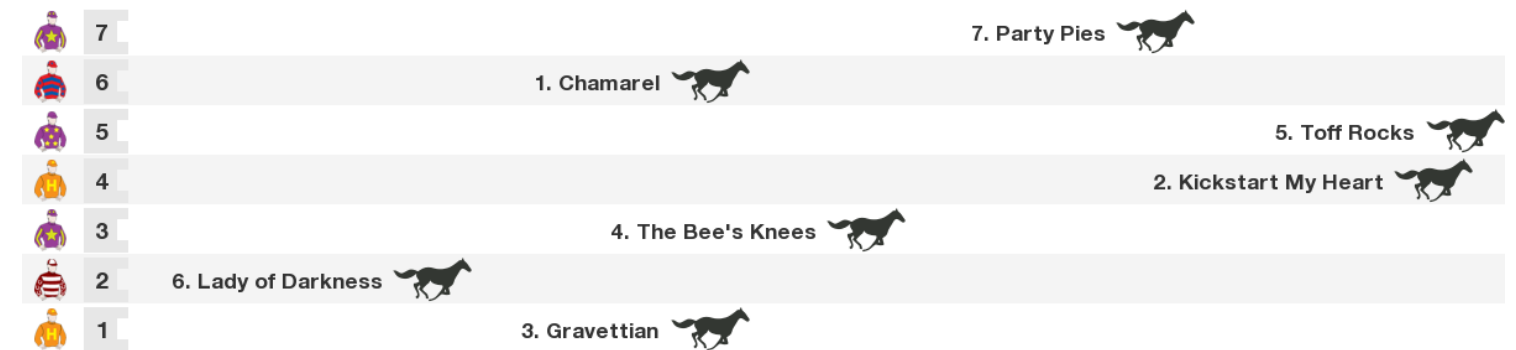 7 7. Party Pies
6 1. Chamarel
5 5. Toff Rocks
H 4 2. Kickstart My Heart
3 4. The Bee's Knees
2 6. Lady of Darkness
H 1 3. Gravettian